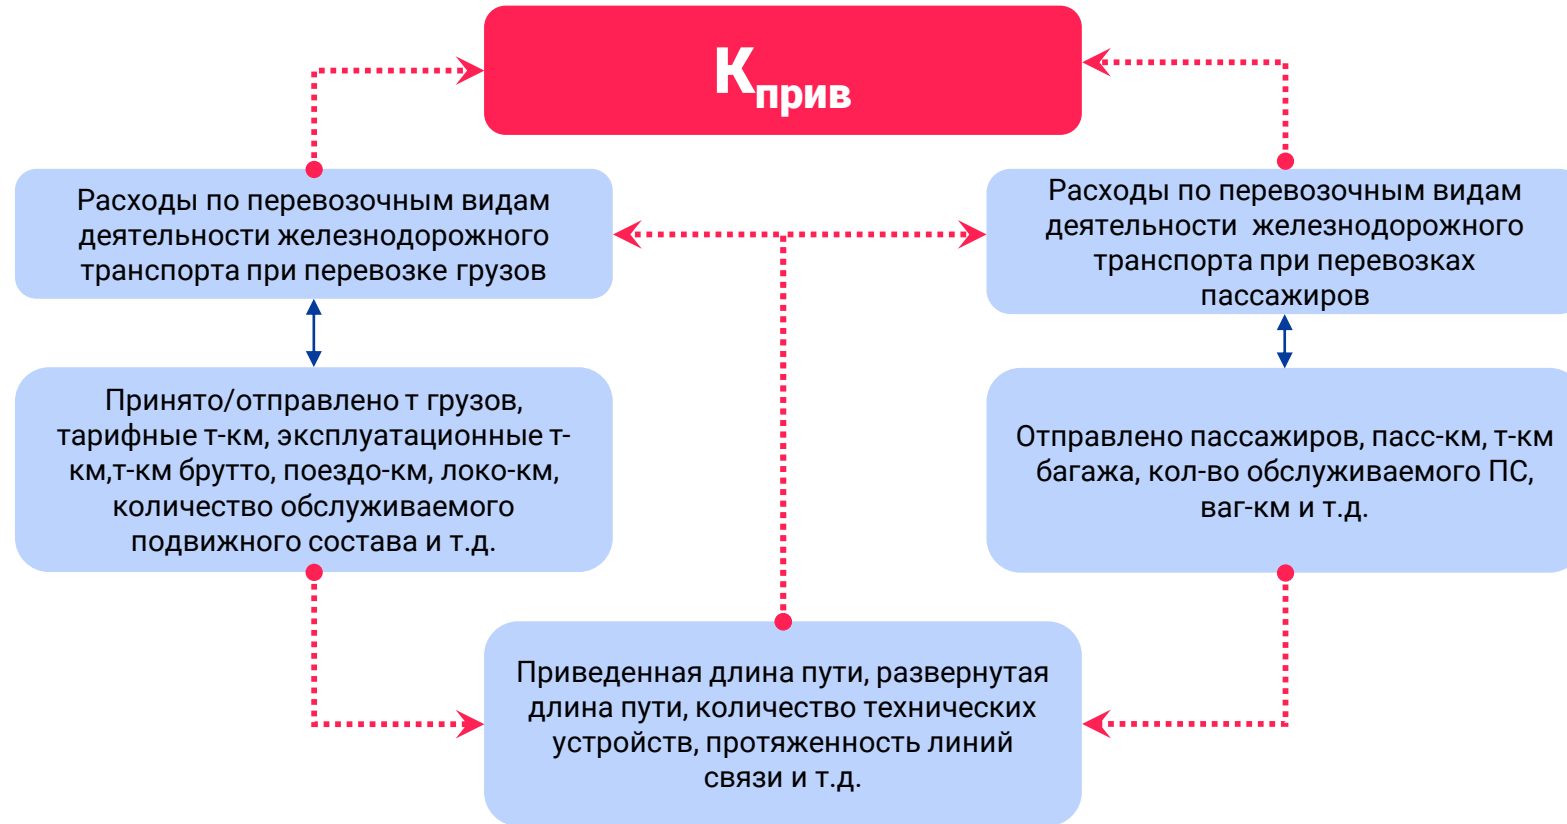 Кприв
Расходы по перевозочным видам
деятельности железнодорожного
транспорта при перевозке грузов
Расходы по перевозочным видам
деятельности  железнодорожного
транспорта при перевозках
пассажиров
Принято/отправлено т грузов,
тарифные т-км, эксплуатационные т-
км,т-км брутто, поездо-км, локо-км,
количество обслуживаемого
подвижного состава и т.д.
Отправлено пассажиров, пасс-км, т-км
багажа, кол-во обслуживаемого ПС,
ваг-км и т.д.
Приведенная длина пути, развернутая
длина пути, количество технических
устройств, протяженность линий
связи и т.д.